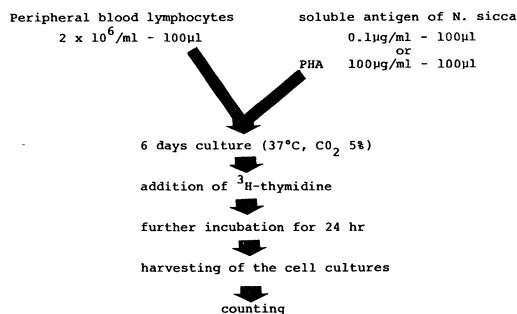 Peripheral blood lymphocytes
2 x 10⁶/ml - 100µl
soluble antigen of N. sicca
0.1µg/ml - 100µl
or
PHA 100µg/ml - 100µl
6 days culture (37°C, CO₂ 5%)
addition of ³H-thymidine
further incubation for 24 hr
harvesting of the cell cultures
counting